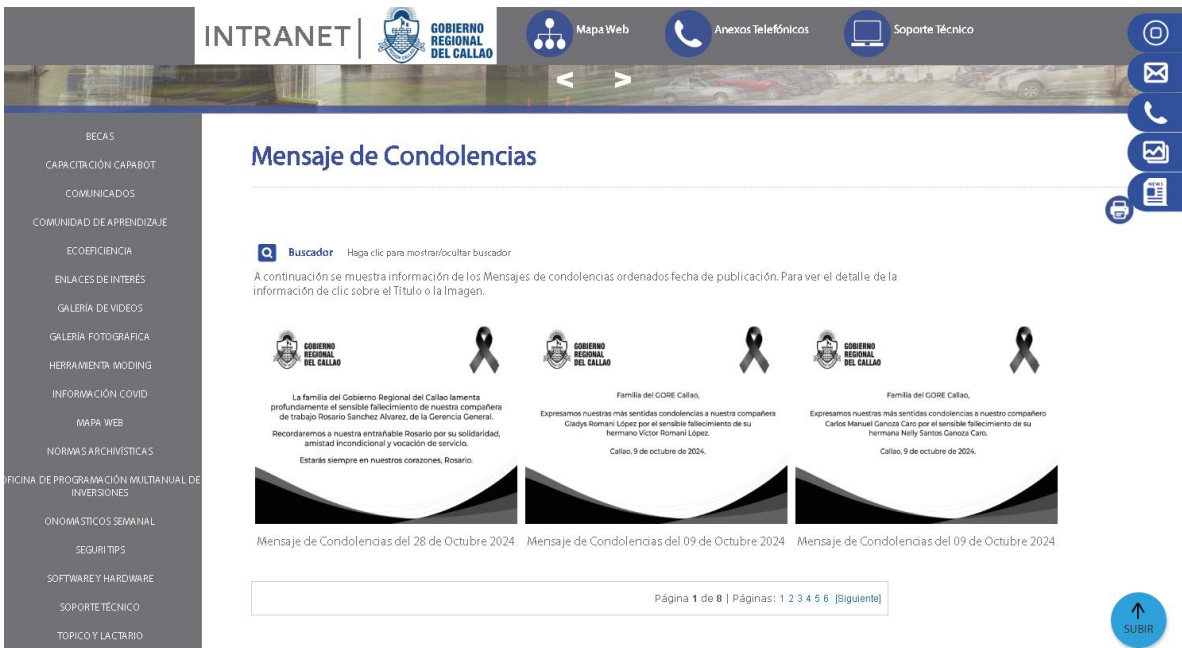 INTRANET
GOBIERNO
REGIONAL
DEL CALLAO
Mapa Web
Anexos Telefónicos
Soporte Técnico
< >
BECAS
CAPACITACIÓN CAPABOT
COMUNICADOS
COMUNIDAD DE APRENDIZAJE
ECOEFICIENCIA
ENLACES DE INTERÉS
GALERÍA DE VIDEOS
GALERÍA FOTOGRÁFICA
HERRAMIENTA MODING
INFORMACIÓN COVID
MAPA WEB
NORMAS ARCHIVÍSTICAS
OFICINA DE PROGRAMACIÓN MULTIANUAL DE
INVERSIONES
ONOMÁSTICOS SEMANAL
SEGURI TIPS
SOFTWARE Y HARDWARE
SOPORTE TÉCNICO
TOPICO Y LACTARIO
Mensaje de Condolencias
NEWS
Buscador Haga clic para mostrar/ocultar buscador
A continuación se muestra información de los Mensajes de condolencias ordenados fecha de publicación. Para ver el detalle de la
información de clic sobre el Título o la Imagen.
GOBIERNO
REGIONAL
DEL CALLAO
La familia del Gobierno Regional del Callao lamenta
profundamente el sensible fallecimiento de nuestra compañera
de trabajo Rosario Sanchez Alvarez, de la Gerencia General.
Recordaremos a nuestra entrañable Rosario por su solidaridad,
amistad incondicional y vocación de servicio.
Estarás siempre en nuestros corazones, Rosario.
Mensaje de Condolencias del 28 de Octubre 2024
GOBIERNO
REGIONAL
DEL CALLAO
Familia del GORE Callao,
Expresamos nuestras más sentidas condolencias a nuestra compañera
Gladys Romani López por el sensible fallecimiento de su
hermano Víctor Romani López.
Callao, 9 de octubre de 2024.
Mensaje de Condolencias del 09 de Octubre 2024
GOBIERNO
REGIONAL
DEL CALLAO
Familia del GORE Callao,
Expresamos nuestras más sentidas condolencias a nuestro compañero
Carlos Manuel Ganoza Caro por el sensible fallecimiento de su
hermana Nelly Santos Ganoza Caro.
Callao, 9 de octubre de 2024.
Mensaje de Condolencias del 09 de Octubre 2024
Página 1 de 8 | Páginas: 1 2 3 4 5 6 [Siguiente]
SUBIR